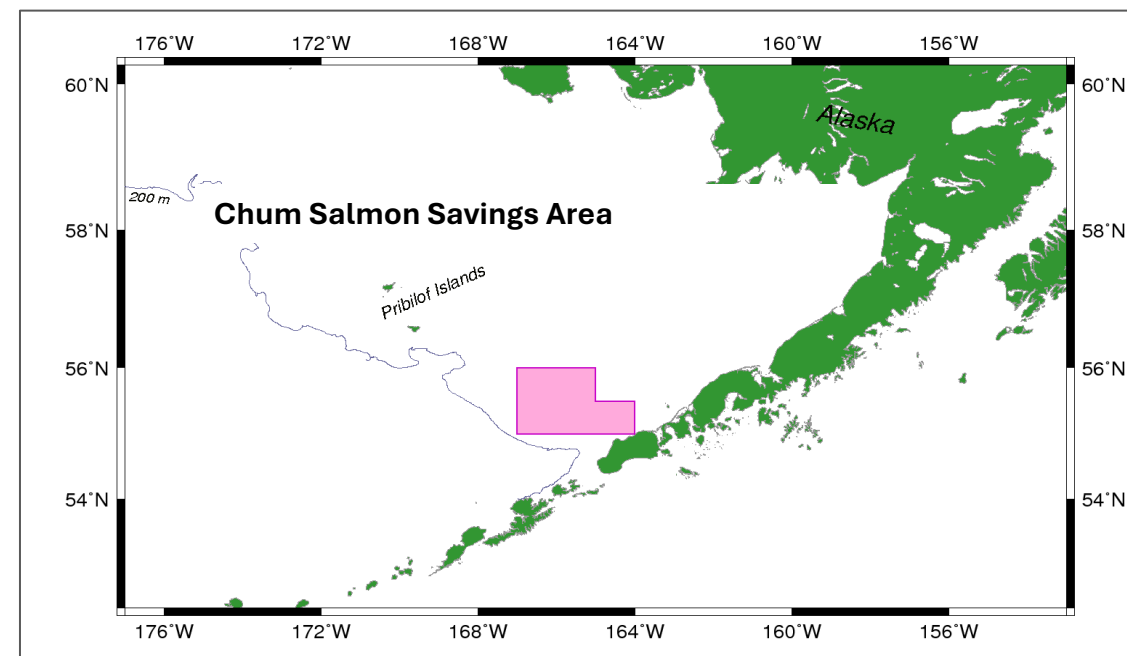 176˚W 172˚W 168˚W 164˚W 160˚W 156˚W
60˚N 60˚N
Alaska
200 m
Chum Salmon Savings Area
58˚N 58˚N
Pribilof Islands
56˚N 56˚N
54˚N 54˚N
176˚W 172˚W 168˚W 164˚W 160˚W 156˚W